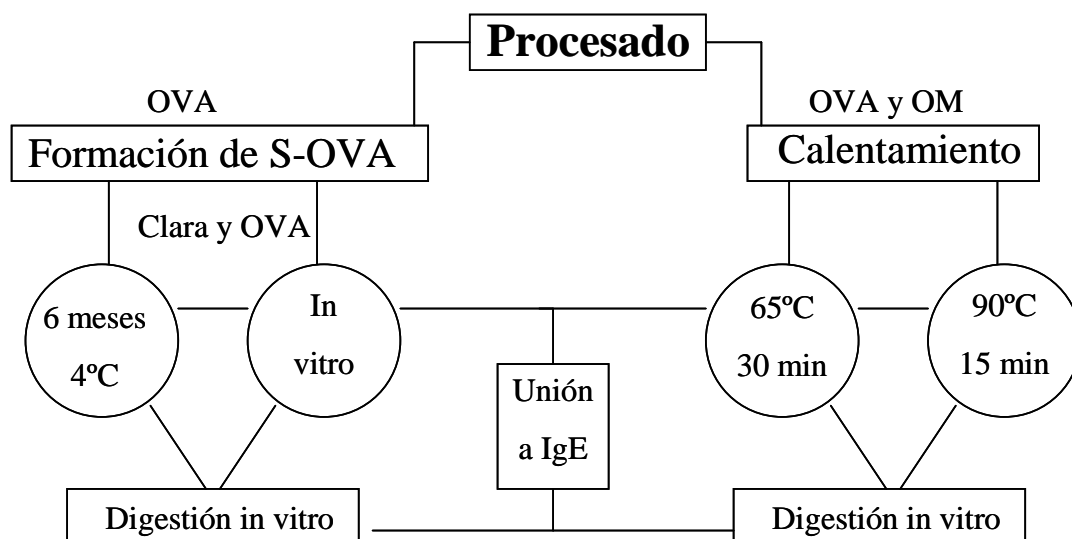 Procesado
OVA
OVA y OM
Formación de S-OVA
Calentamiento
Clara y OVA
6 meses
4ºC
In
vitro
65ºC
30 min
90ºC
15 min
Unión
a IgE
Digestión in vitro
Digestión in vitro